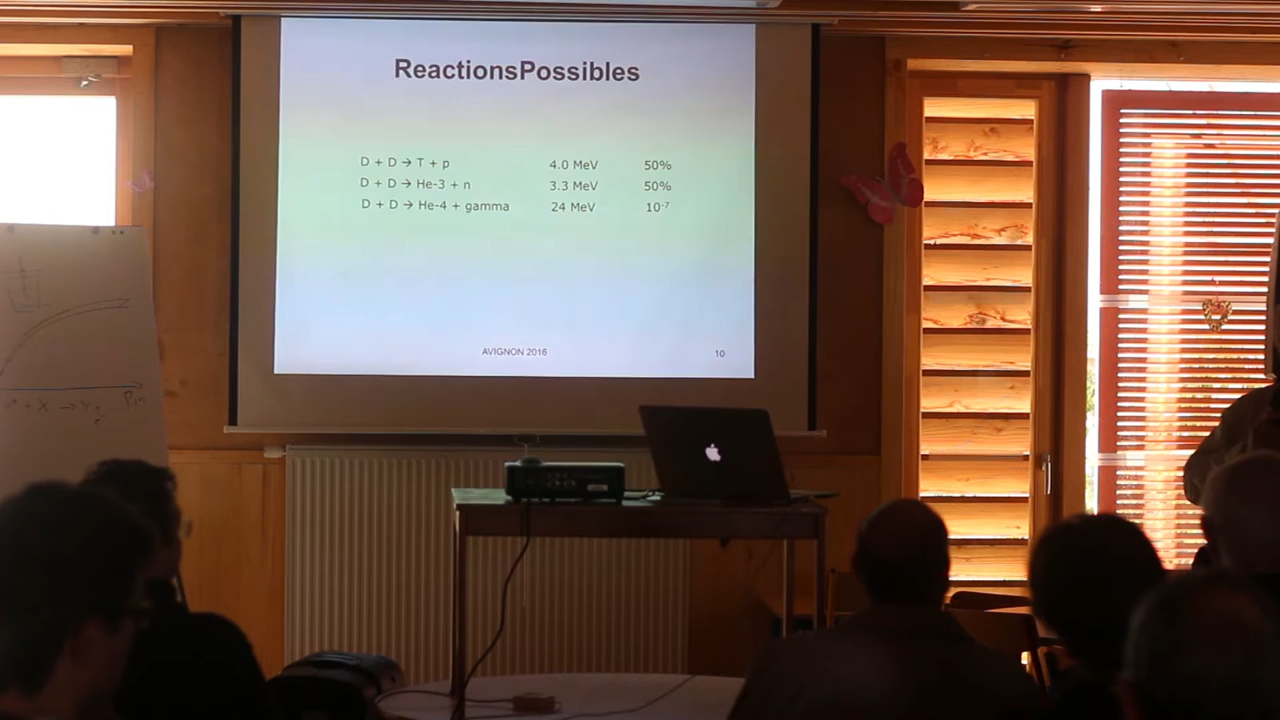 ReactionsPossibles
D + D → T + p 4.0 MeV 50%
D + D → He-3 + n 3.3 MeV 50%
D + D → He-4 + gamma 24 MeV 10⁻⁷
AVIGNON 2016 10